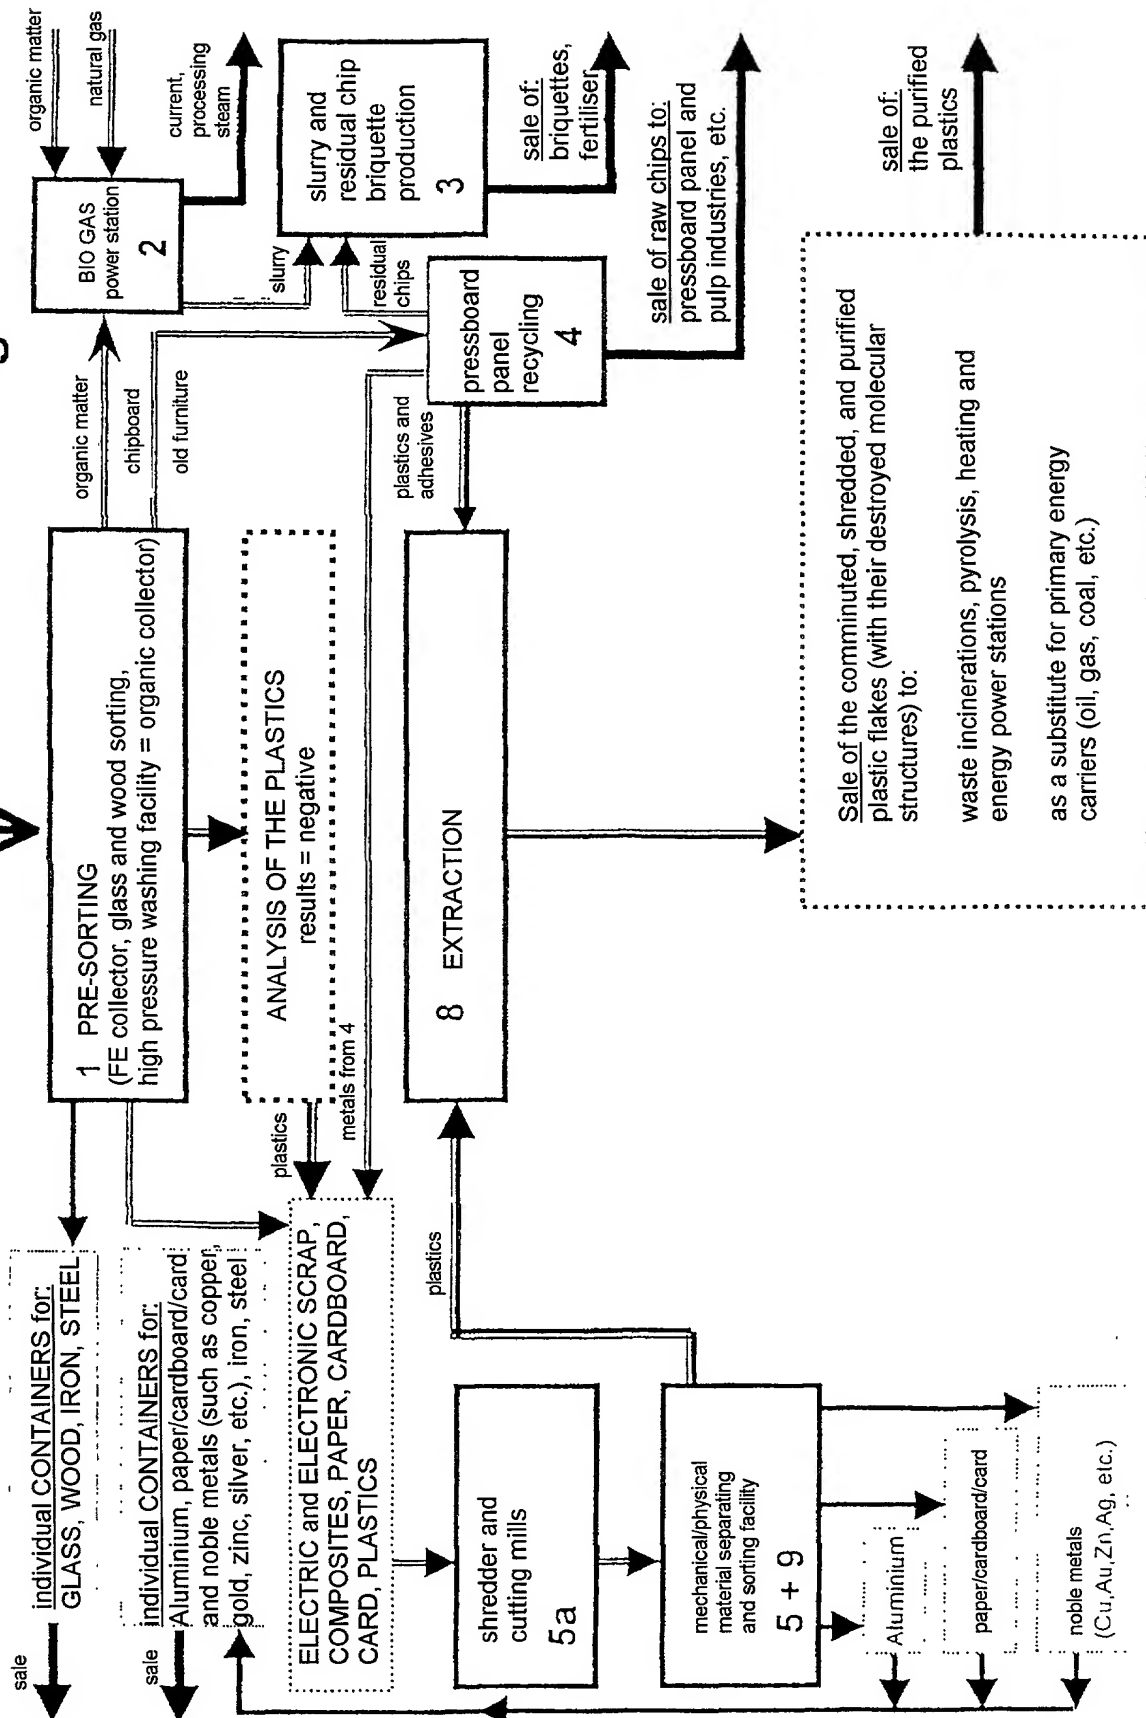 sale
individual CONTAINERS for:
GLASS, WOOD, IRON, STEEL
sale
individual CONTAINERS for:
Aluminium, paper/cardboard/card
and noble metals (such as copper,
gold, zinc, silver, etc.), iron, steel
1 PRE-SORTING
(FE collector, glass and wood sorting,
high pressure washing facility = organic collector)
organic matter
chipboard
old furniture
BIO GAS
power station
2
organic matter
natural gas
current,
processing
steam
ELECTRIC and ELECTRONIC SCRAP,
COMPOSITES, PAPER, CARDBOARD,
CARD, PLASTICS
plastics
metals from 4
ANALYSIS OF THE PLASTICS
results = negative
slurry
residual
chips
slurry and
residual chip
briquette
production
3
sale of:
briquettes,
fertiliser
shredder and
cutting mills
5a
plastics
8 EXTRACTION
plastics and
adhesives
pressboard
panel
recycling
4
sale of raw chips to:
pressboard panel and
pulp industries, etc.
mechanical/physical
material separating
and sorting facility
5 + 9
Aluminium
paper/cardboard/card
noble metals
(Cu,Au,Zn,Ag, etc.)
Sale of the comminuted, shredded, and purified
plastic flakes (with their destroyed molecular
structures) to:
waste incinerations, pyrolysis, heating and
energy power stations
as a substitute for primary energy
carriers (oil, gas, coal, etc.)
sale of:
the purified
plastics